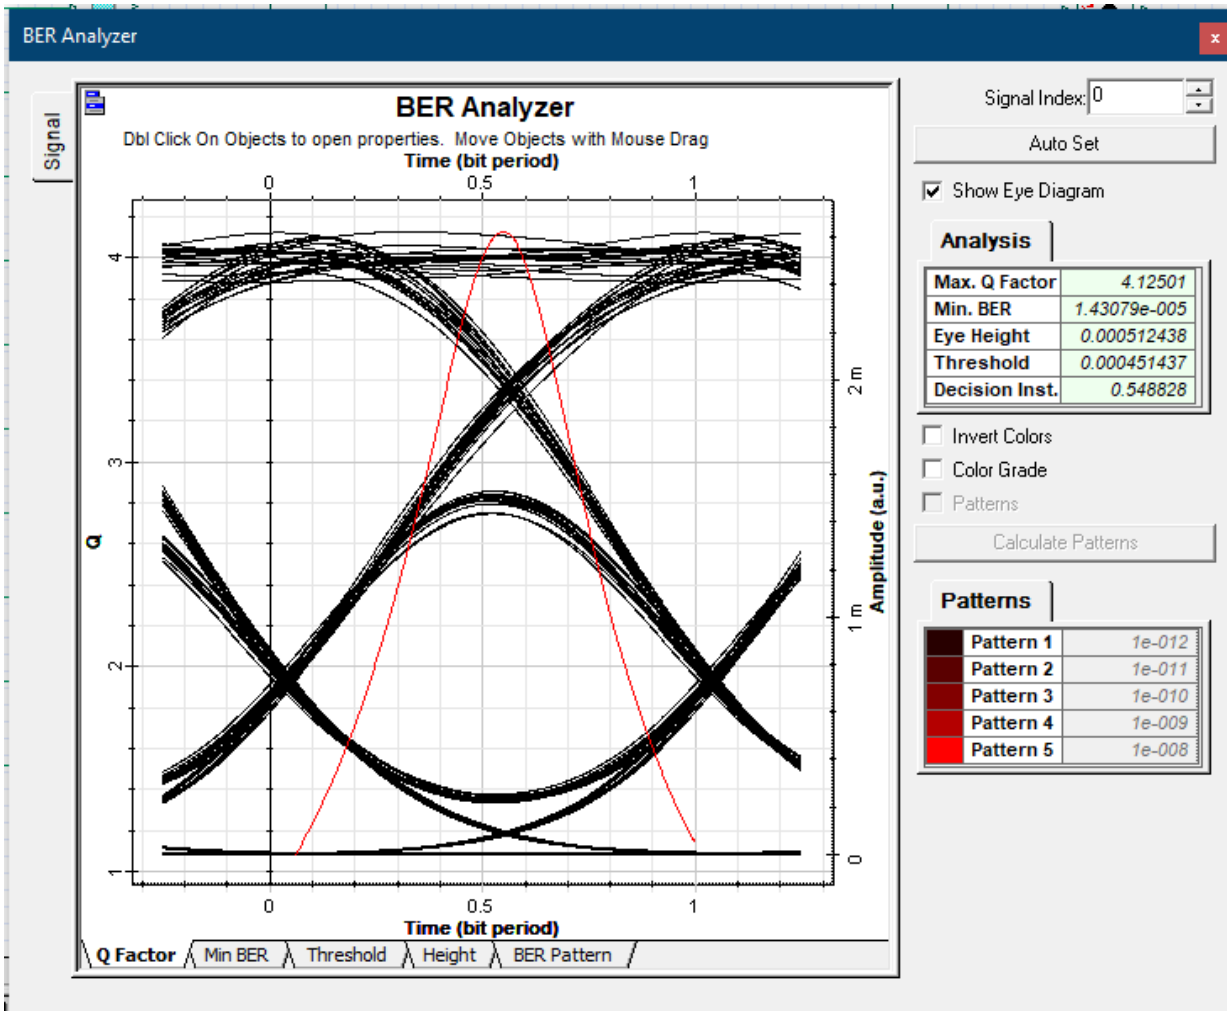 BER Analyzer
x
Signal
BER Analyzer
Dbl Click On Objects to open properties. Move Objects with Mouse Drag
Time (bit period)
0 0.5 1
4
3
2
1
Q
2 m
1 m
0
Amplitude (a.u.)
0 0.5 1
Time (bit period)
Q Factor Min BER Threshold Height BER Pattern
Signal Index: 0
Auto Set
Show Eye Diagram
Analysis
Max. Q Factor 4.12501
Min. BER 1.43079e-005
Eye Height 0.000512438
Threshold 0.000451437
Decision Inst. 0.548828
Invert Colors
Color Grade
Patterns
Calculate Patterns
Patterns
Pattern 1 1e-012
Pattern 2 1e-011
Pattern 3 1e-010
Pattern 4 1e-009
Pattern 5 1e-008